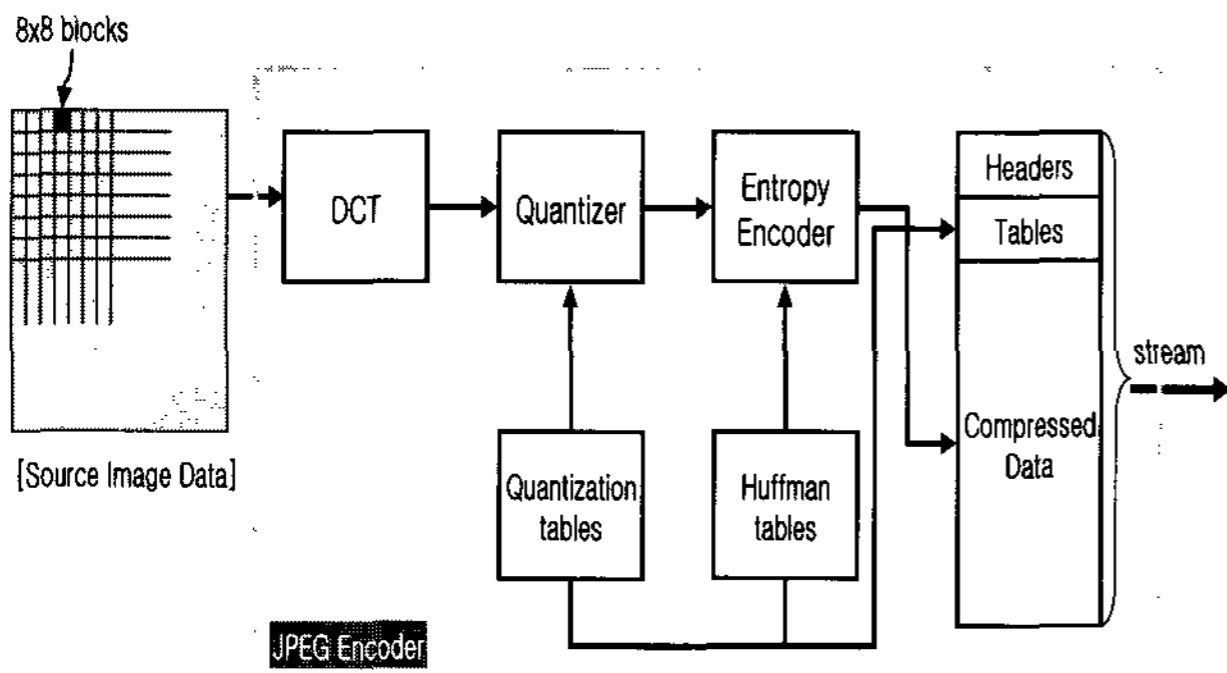 8x8 blocks
[Source Image Data]
DCT
Quantizer
Entropy
Encoder
Quantization
tables
Huffman
tables
Headers
Tables
Compressed
Data
stream
JPEG Encoder